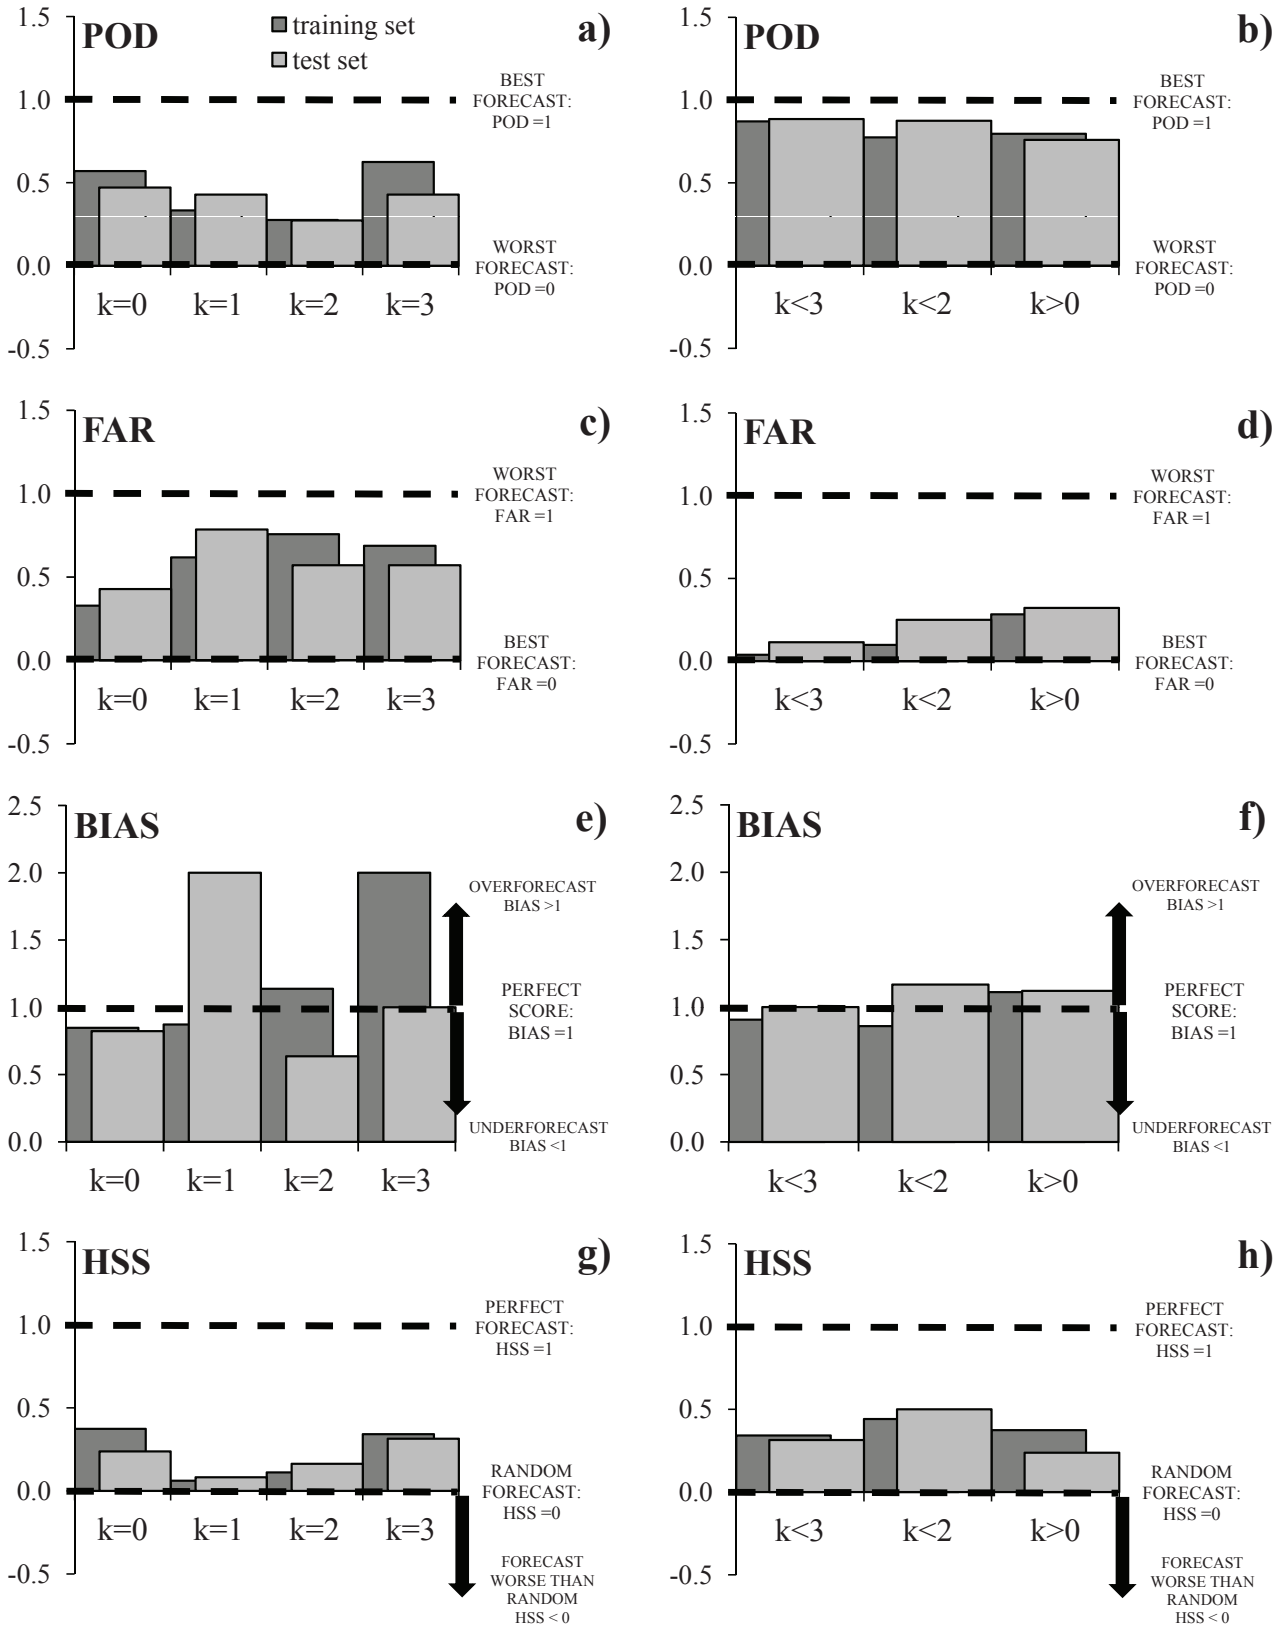 POD
training set
test set
a)
1.5
1.0
0.5
0.0
-0.5
BEST
FORECAST:
POD =1
WORST
FORECAST:
POD =0
k=0
k=1
k=2
k=3
POD
b)
1.5
1.0
0.5
0.0
-0.5
BEST
FORECAST:
POD =1
WORST
FORECAST:
POD =0
k<3
k<2
k>0
FAR
c)
1.5
1.0
0.5
0.0
-0.5
WORST
FORECAST:
FAR =1
BEST
FORECAST:
FAR =0
k=0
k=1
k=2
k=3
FAR
d)
1.5
1.0
0.5
0.0
-0.5
WORST
FORECAST:
FAR =1
BEST
FORECAST:
FAR =0
k<3
k<2
k>0
BIAS
e)
2.5
2.0
1.5
1.0
0.5
0.0
OVERFORECAST
BIAS >1
PERFECT
SCORE:
BIAS =1
UNDERFORECAST
BIAS <1
k=0
k=1
k=2
k=3
BIAS
f)
2.5
2.0
1.5
1.0
0.5
0.0
OVERFORECAST
BIAS >1
PERFECT
SCORE:
BIAS =1
UNDERFORECAST
BIAS <1
k<3
k<2
k>0
HSS
g)
1.5
1.0
0.5
0.0
-0.5
PERFECT
FORECAST:
HSS =1
RANDOM
FORECAST:
HSS =0
FORECAST
WORSE THAN
RANDOM
HSS < 0
k=0
k=1
k=2
k=3
HSS
h)
1.5
1.0
0.5
0.0
-0.5
PERFECT
FORECAST:
HSS =1
RANDOM
FORECAST:
HSS =0
FORECAST
WORSE THAN
RANDOM
HSS < 0
k<3
k<2
k>0